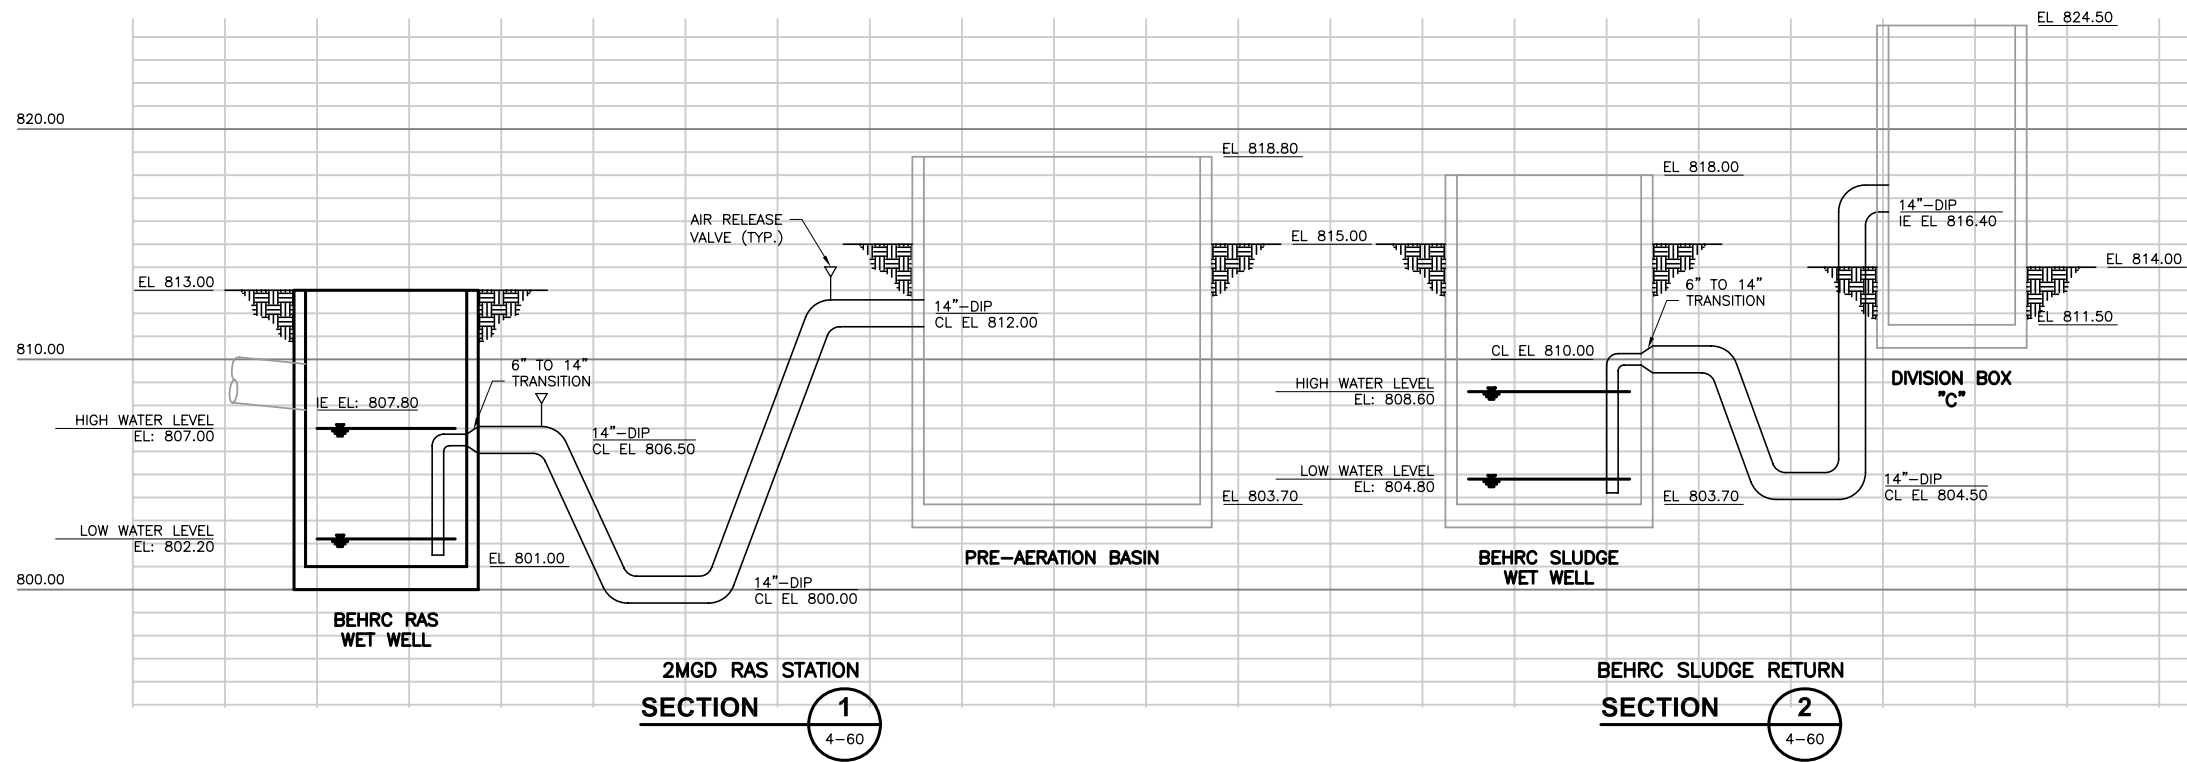 820.00
810.00
800.00
EL 813.00
HIGH WATER LEVEL
EL: 807.00
LOW WATER LEVEL
EL: 802.20
IE EL: 807.80
6" TO 14"
TRANSITION
EL 801.00
BEHRC RAS
WET WELL
14"-DIP
CL EL 806.50
14"-DIP
CL EL 800.00
AIR RELEASE
VALVE (TYP.)
14"-DIP
CL EL 812.00
EL 818.80
EL 815.00
EL 803.70
PRE-AERATION BASIN
2MGD RAS STATION
SECTION
1
4-60
EL 818.00
6" TO 14"
TRANSITION
CL EL 810.00
HIGH WATER LEVEL
EL: 808.60
LOW WATER LEVEL
EL: 804.80
EL 803.70
BEHRC SLUDGE
WET WELL
14"-DIP
CL EL 804.50
EL 824.50
14"-DIP
IE EL 816.40
EL 814.00
EL 811.50
DIVISION BOX
"C"
BEHRC SLUDGE RETURN
SECTION
2
4-60